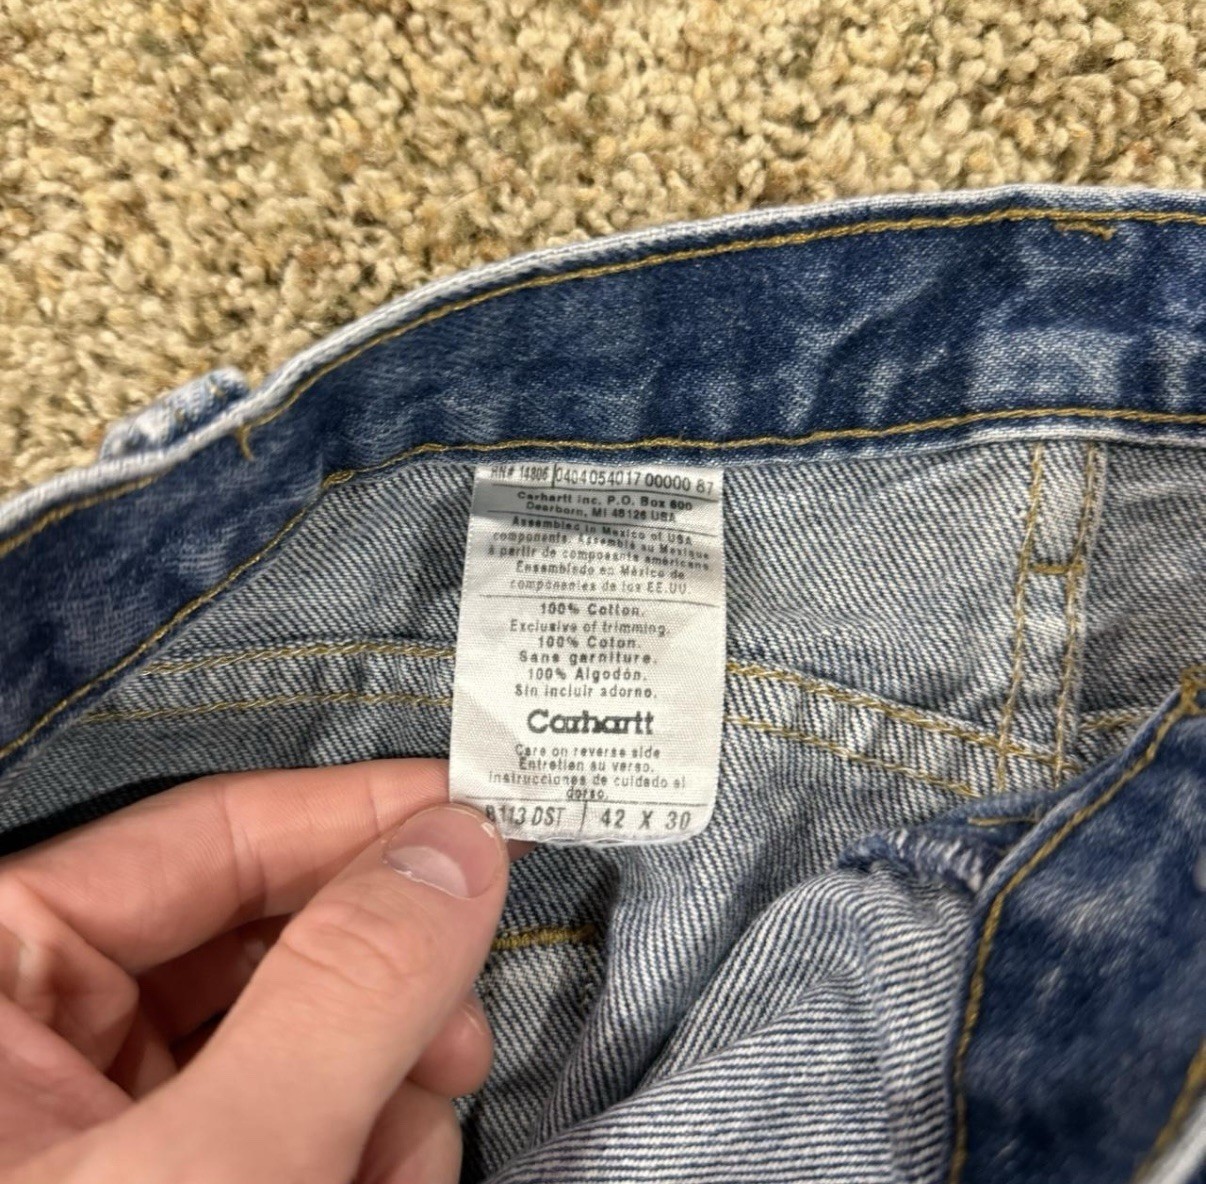 RN# 14806 0404054017 00000 87
Carhartt Inc. P.O. Box 600
Dearborn, MI 48126 USA
Assembled in Mexico of USA
components. Assemblé au Mexique
à partir de composants américans
Ensamblado en México de
componentes de los EE.UU.
100% Cotton.
Exclusive of trimming.
100% Coton.
Sans garniture.
100% Algodón.
Sin incluir adorno.
Carhartt
Care on reverse side
Entretien au verso.
Instrucciones de cuidado al
dorso.
B113 DST 42 X 30